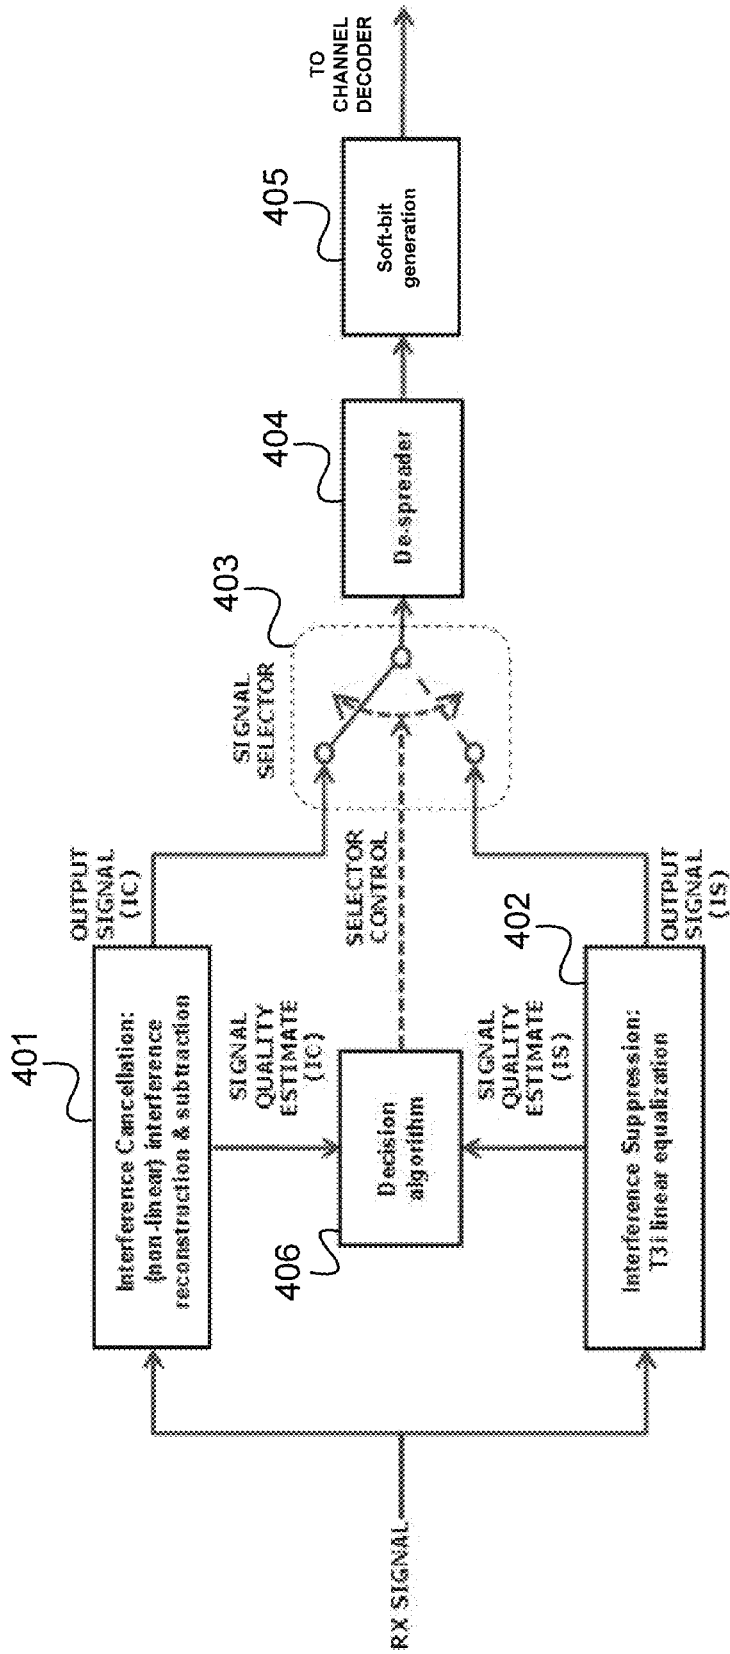 RX SIGNAL
401
Interference Cancellation:
(non-linear) interference
reconstruction & subtraction
OUTPUT
SIGNAL
(IC)
SIGNAL
QUALITY
ESTIMATE
(IC)
406
Decision
algorithm
SELECTOR
CONTROL
SIGNAL
QUALITY
ESTIMATE
(IS)
402
Interference Suppression:
T3i linear equalization
OUTPUT
SIGNAL
(IS)
SIGNAL
SELECTOR
403
404
De-spreader
405
Soft-bit
generation
TO
CHANNEL
DECODER